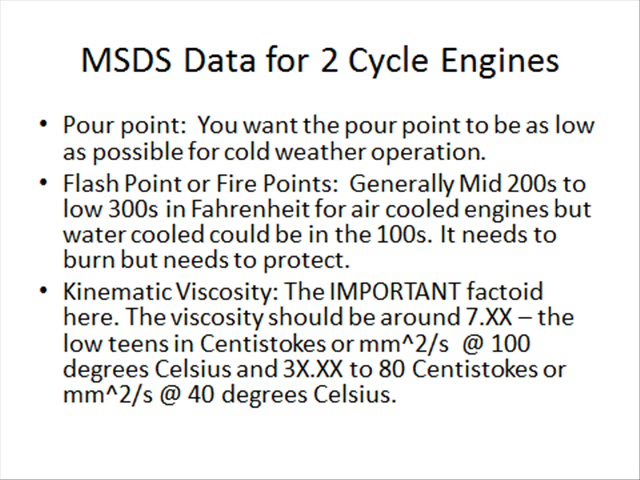 MSDS Data for 2 Cycle Engines
• Pour point:  You want the pour point to be as low
as possible for cold weather operation.
• Flash Point or Fire Points:  Generally Mid 200s to
low 300s in Fahrenheit for air cooled engines but
water cooled could be in the 100s. It needs to
burn but needs to protect.
• Kinematic Viscosity: The IMPORTANT factoid
here. The viscosity should be around 7.XX – the
low teens in Centistokes or mm^2/s  @ 100
degrees Celsius and 3X.XX to 80 Centistokes or
mm^2/s @ 40 degrees Celsius.